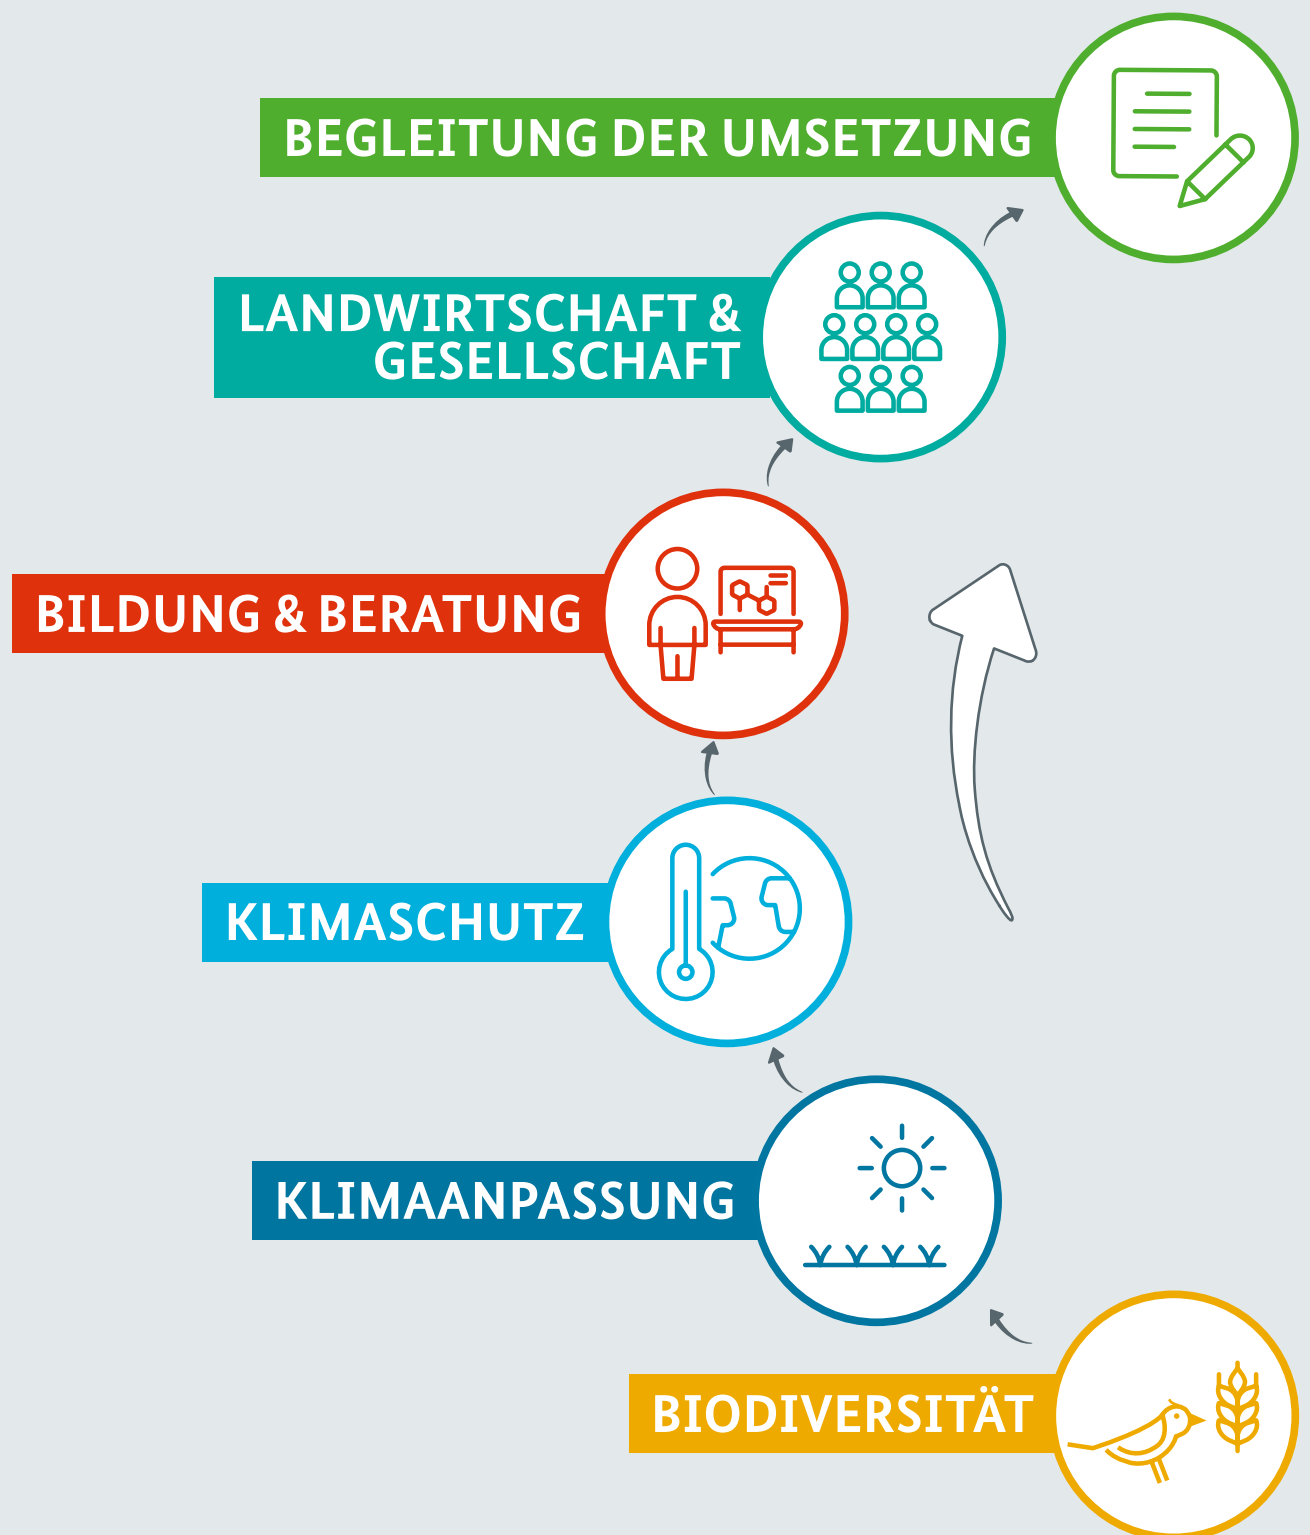 BEGLEITUNG DER UMSETZUNG
LANDWIRTSCHAFT &
GESELLSCHAFT
BILDUNG & BERATUNG
KLIMASCHUTZ
KLIMAANPASSUNG
BIODIVERSITÄT